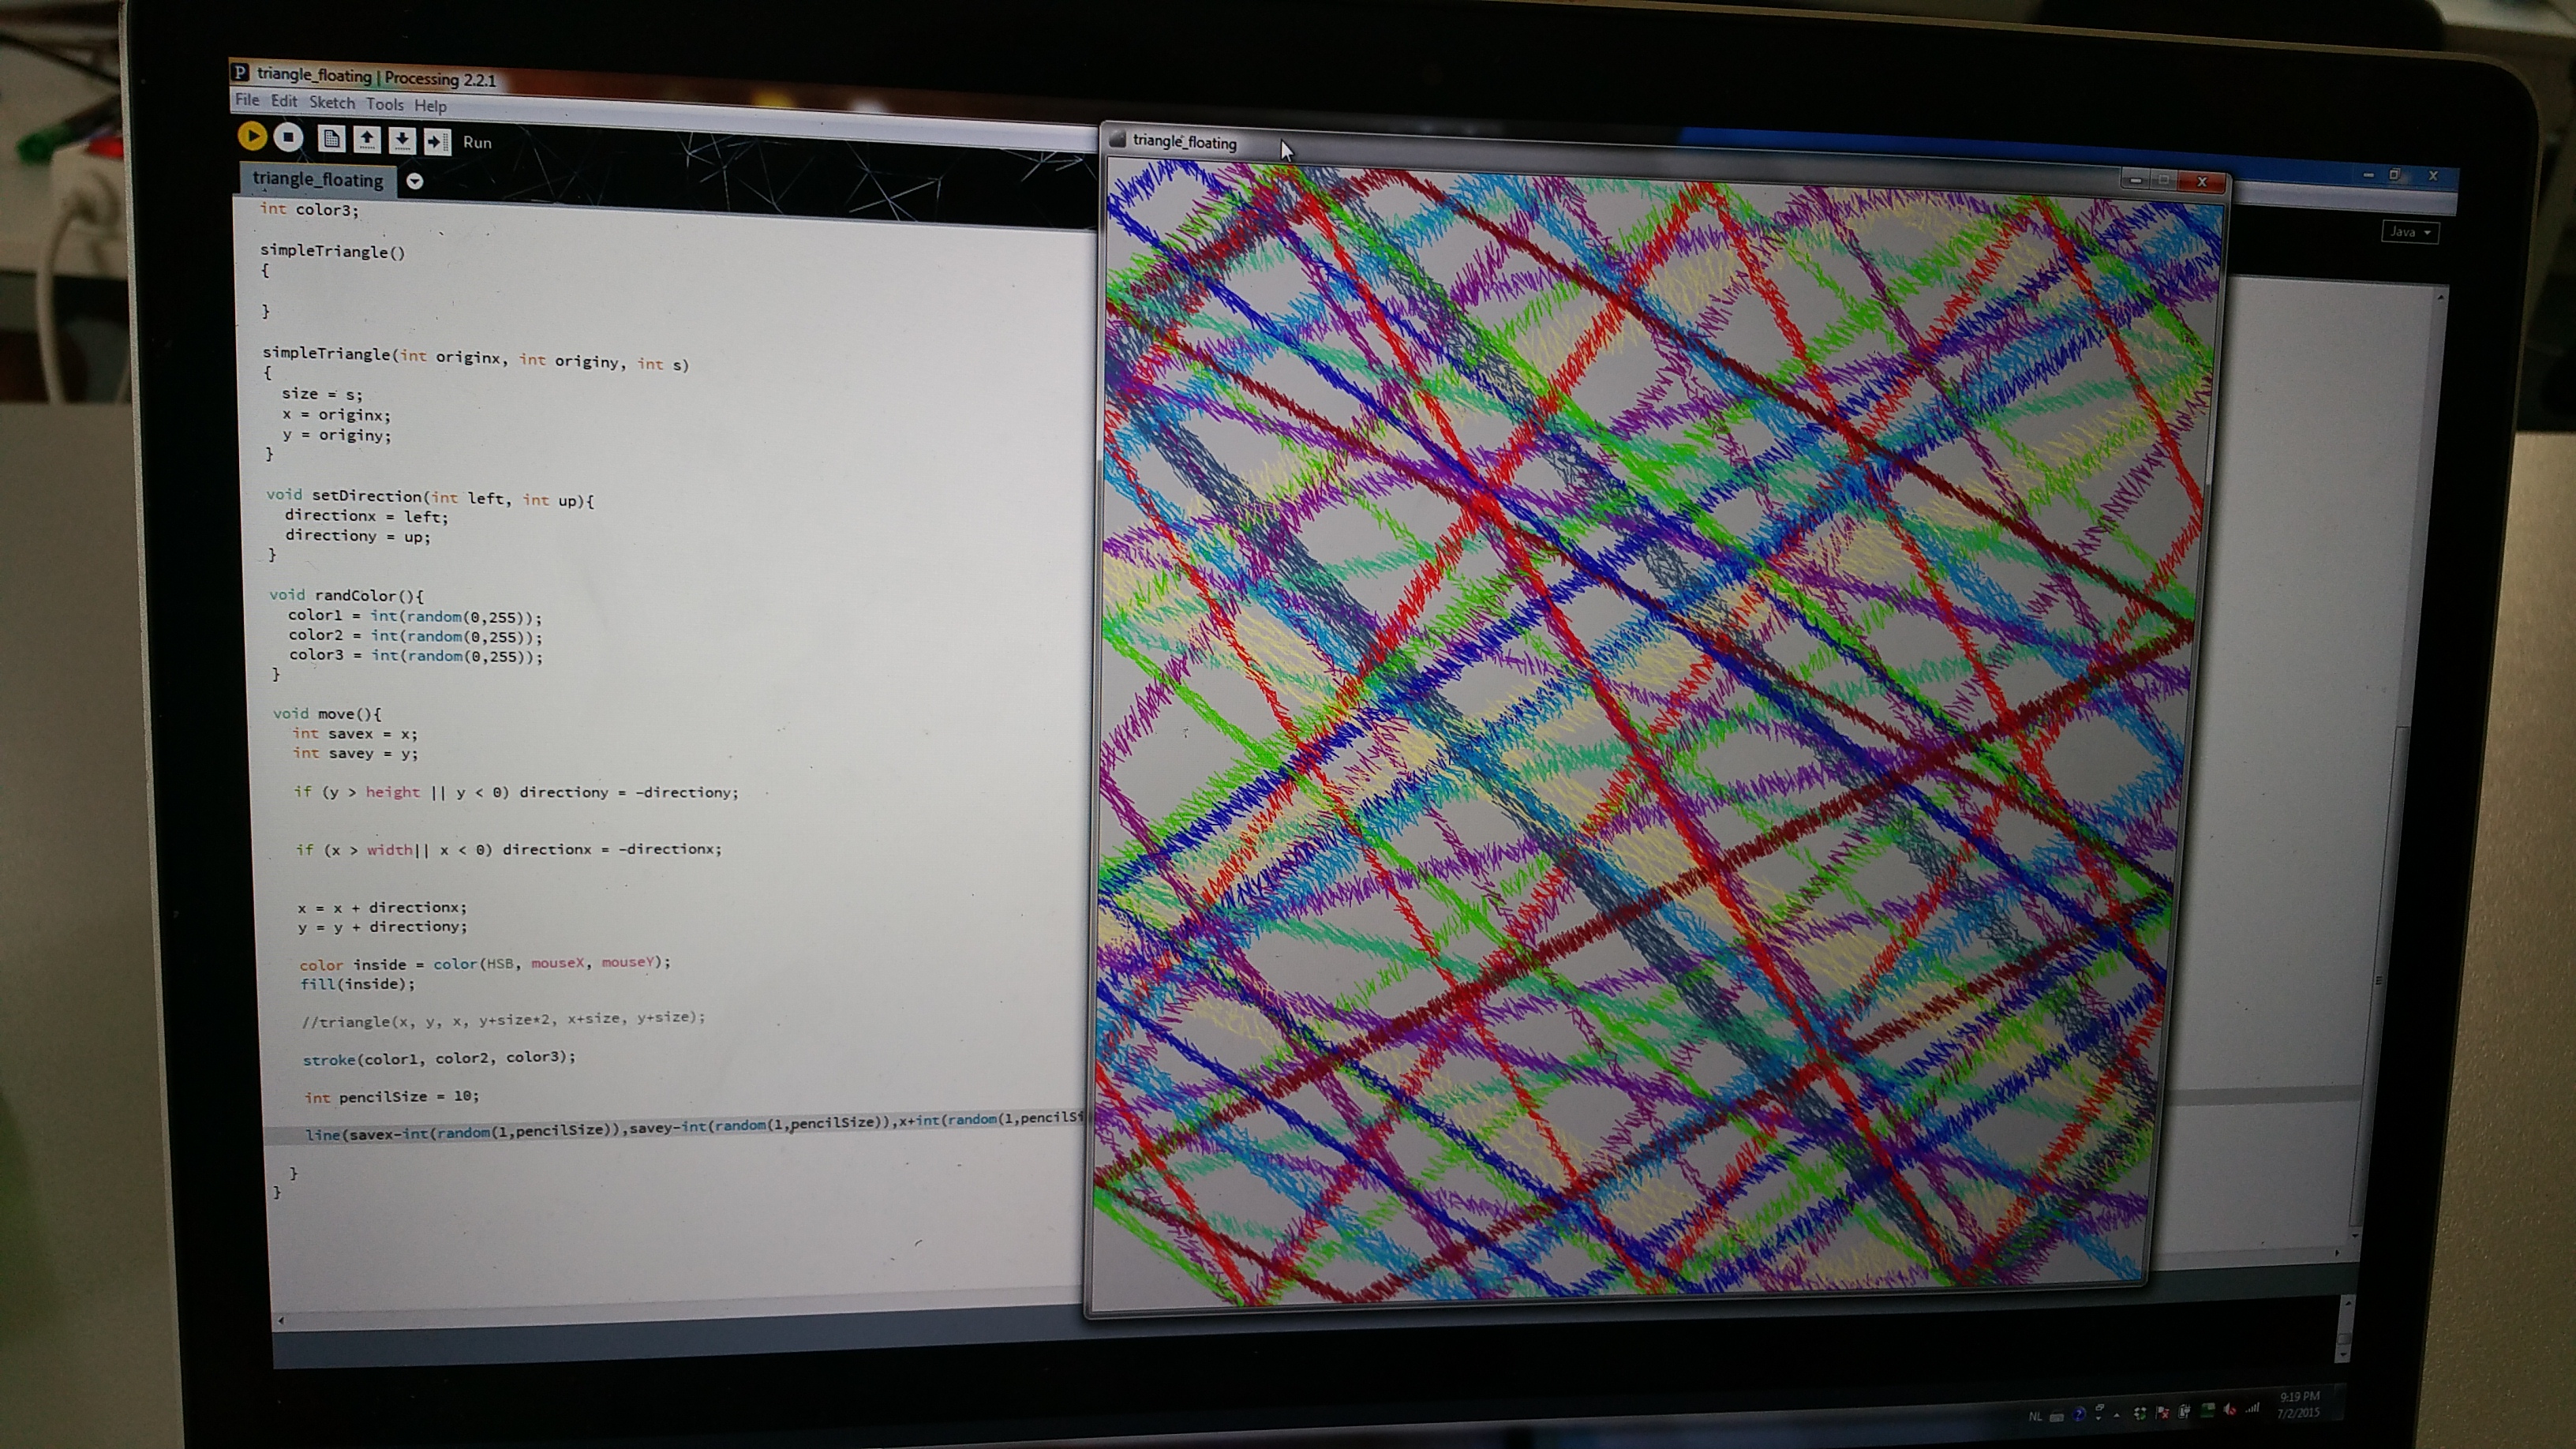 triangle_floating | Processing 2.2.1
File Edit Sketch Tools Help
Run
triangle_floating
triangle_floating
Java
int color3;
simpleTriangle()
{
}
simpleTriangle(int originx, int originy, int s)
{
size = s;
x = originx;
y = originy;
}
void setDirection(int left, int up){
directionx = left;
directiony = up;
}
void randColor(){
color1 = int(random(0,255));
color2 = int(random(0,255));
color3 = int(random(0,255));
}
void move(){
int savex = x;
int savey = y;
if (y > height || y < 0) directiony = -directiony;
if (x > width|| x < 0) directionx = -directionx;
x = x + directionx;
y = y + directiony;
color inside = color(HSB, mouseX, mouseY);
fill(inside);
//triangle(x, y, x, y+size*2, x+size, y+size);
stroke(color1, color2, color3);
int pencilSize = 10;
line(savex-int(random(1,pencilSize)),savey-int(random(1,pencilSize)),x+int(random(1,pencilSi
}
}
NL
9:19 PM
7/2/2015